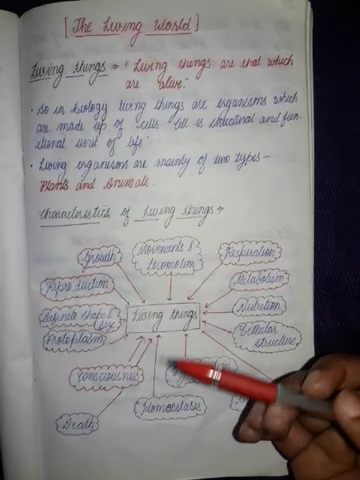 [ The Living World ]
Living things ⇒ "Living things are that which
are alive."
• So in biology living things are organisms which
are made up of "cells. Cell is structural and fun-
ctional unit of life"
• Living organisms are mainly of two types -
Plants and Animals.
Characteristics of Living things ⇒
Growth
Movements &
Locomotion
Respiration
Reproduction
Metabolism
Definite shape &
size
Living things
Nutrition
Protoplasm
Cellular
structure
Consciousness
Homoeostasis
Death